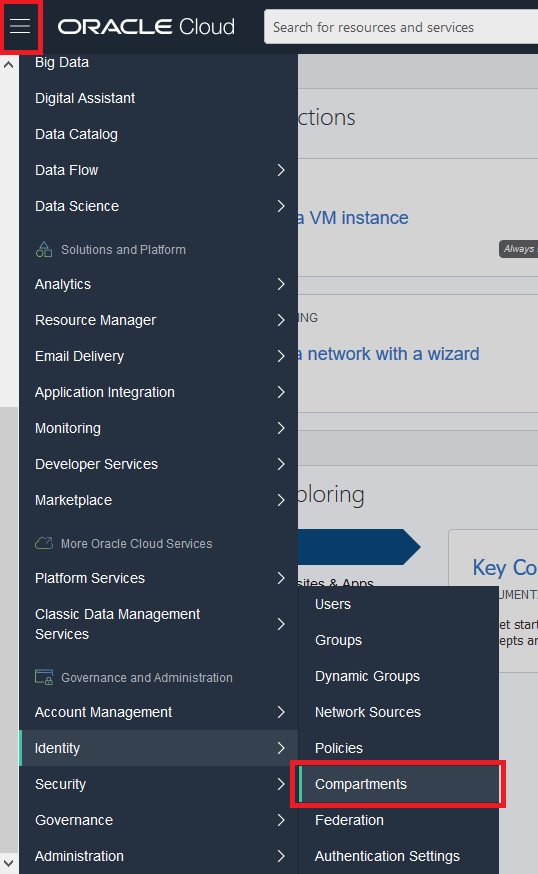 ORACLE Cloud
Search for resources and services
Big Data
Digital Assistant
Data Catalog
Data Flow
Data Science
Solutions and Platform
Analytics
Resource Manager
Email Delivery
Application Integration
Monitoring
Developer Services
Marketplace
More Oracle Cloud Services
Platform Services
Classic Data Management
Services
Governance and Administration
Account Management
Identity
Security
Governance
Administration
Users
Groups
Dynamic Groups
Network Sources
Policies
Compartments
Federation
Authentication Settings
ctions
a VM instance
Always
NG
a network with a wizard
ploring
sites & Apps
Key Co
UMENT
et start
epts an